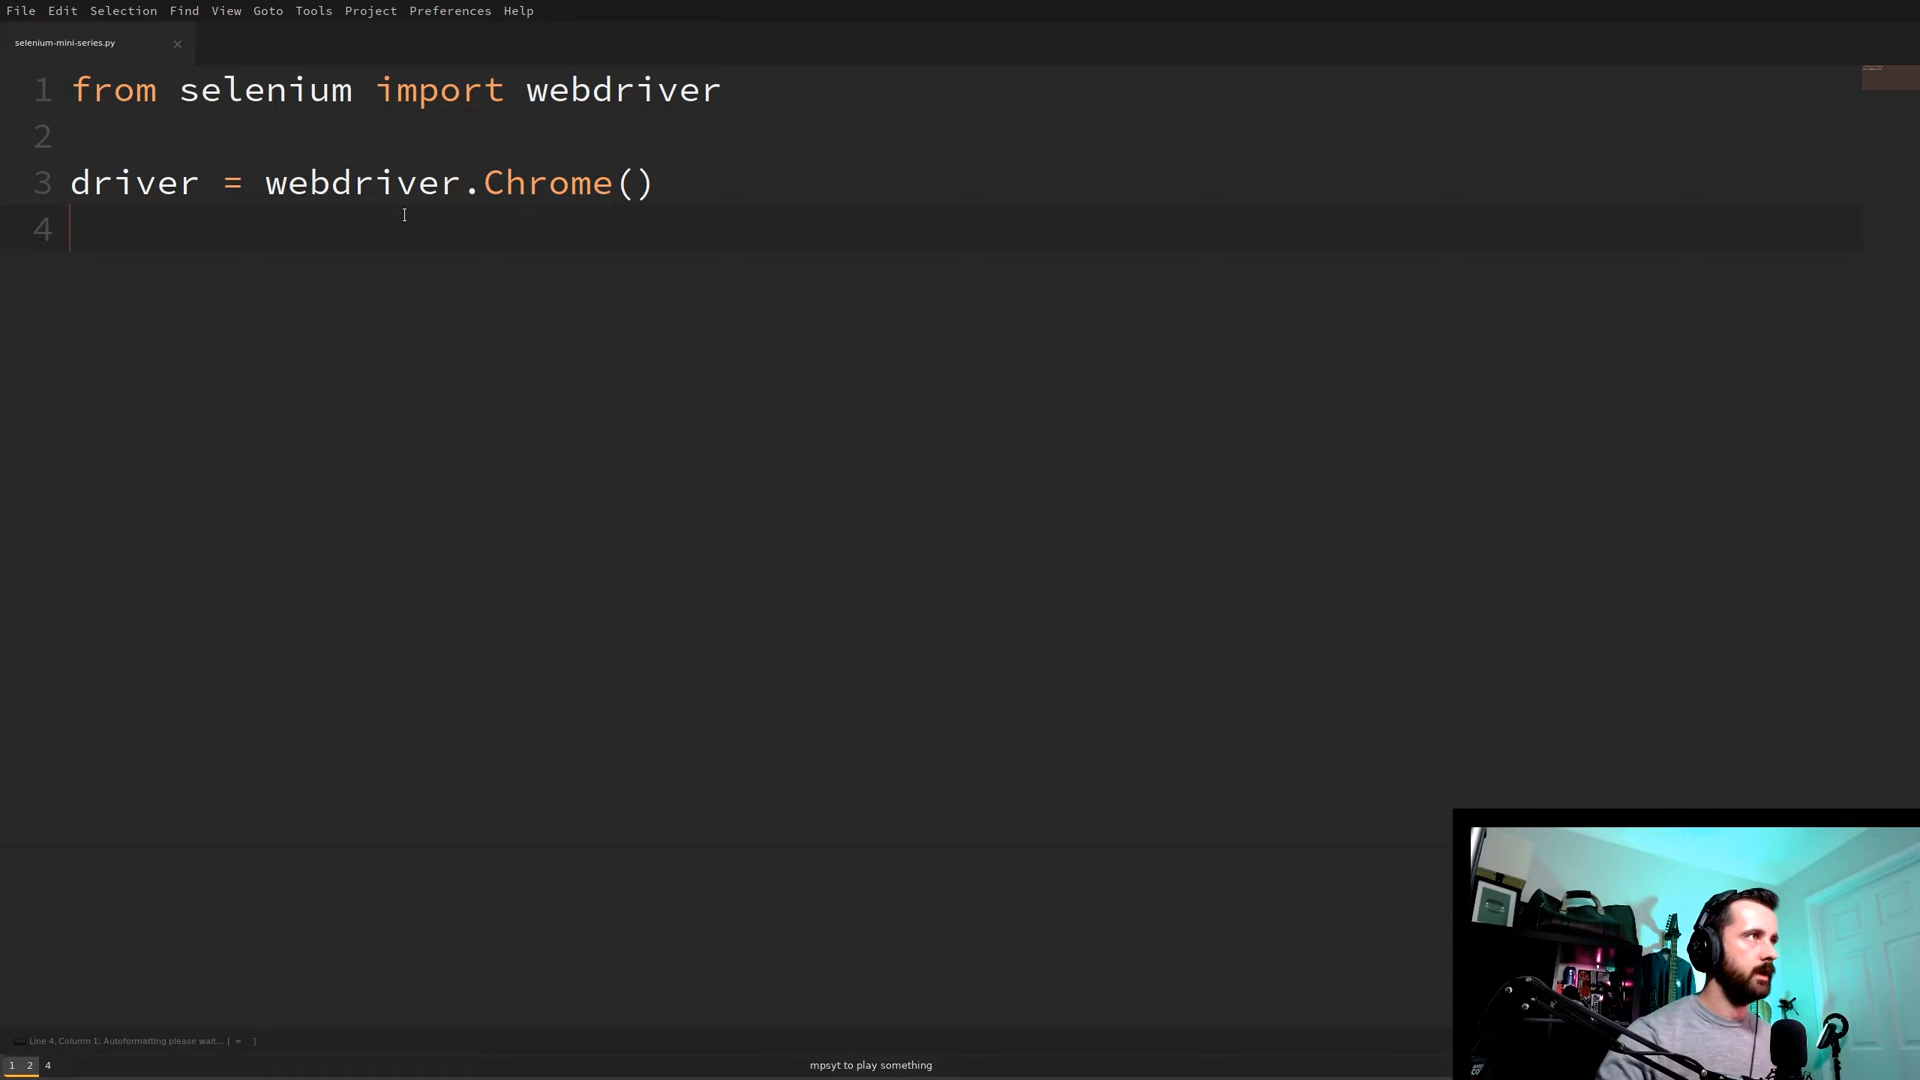 File Edit Selection Find View Goto Tools Project Preferences Help
selenium-mini-series.py ×
1 from selenium import webdriver
2
3 driver = webdriver.Chrome()
4
Line 4, Column 1; Autoformatting please wait... [ = ]
1 2 4 mpsyt to play something